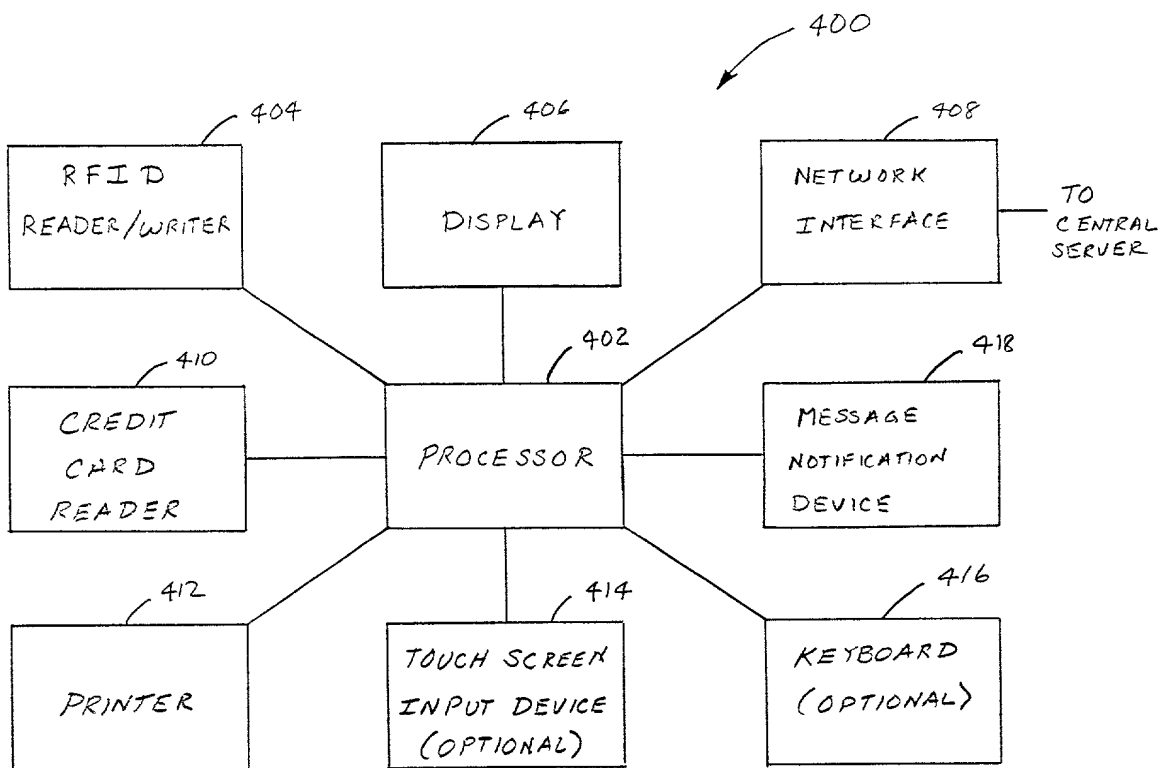 400
404
RFID
READER/WRITER
406
DISPLAY
408
NETWORK
INTERFACE
TO
CENTRAL
SERVER
410
CREDIT
CARD
READER
402
PROCESSOR
418
MESSAGE
NOTIFICATION
DEVICE
412
PRINTER
414
TOUCH SCREEN
INPUT DEVICE
(OPTIONAL)
416
KEYBOARD
(OPTIONAL)